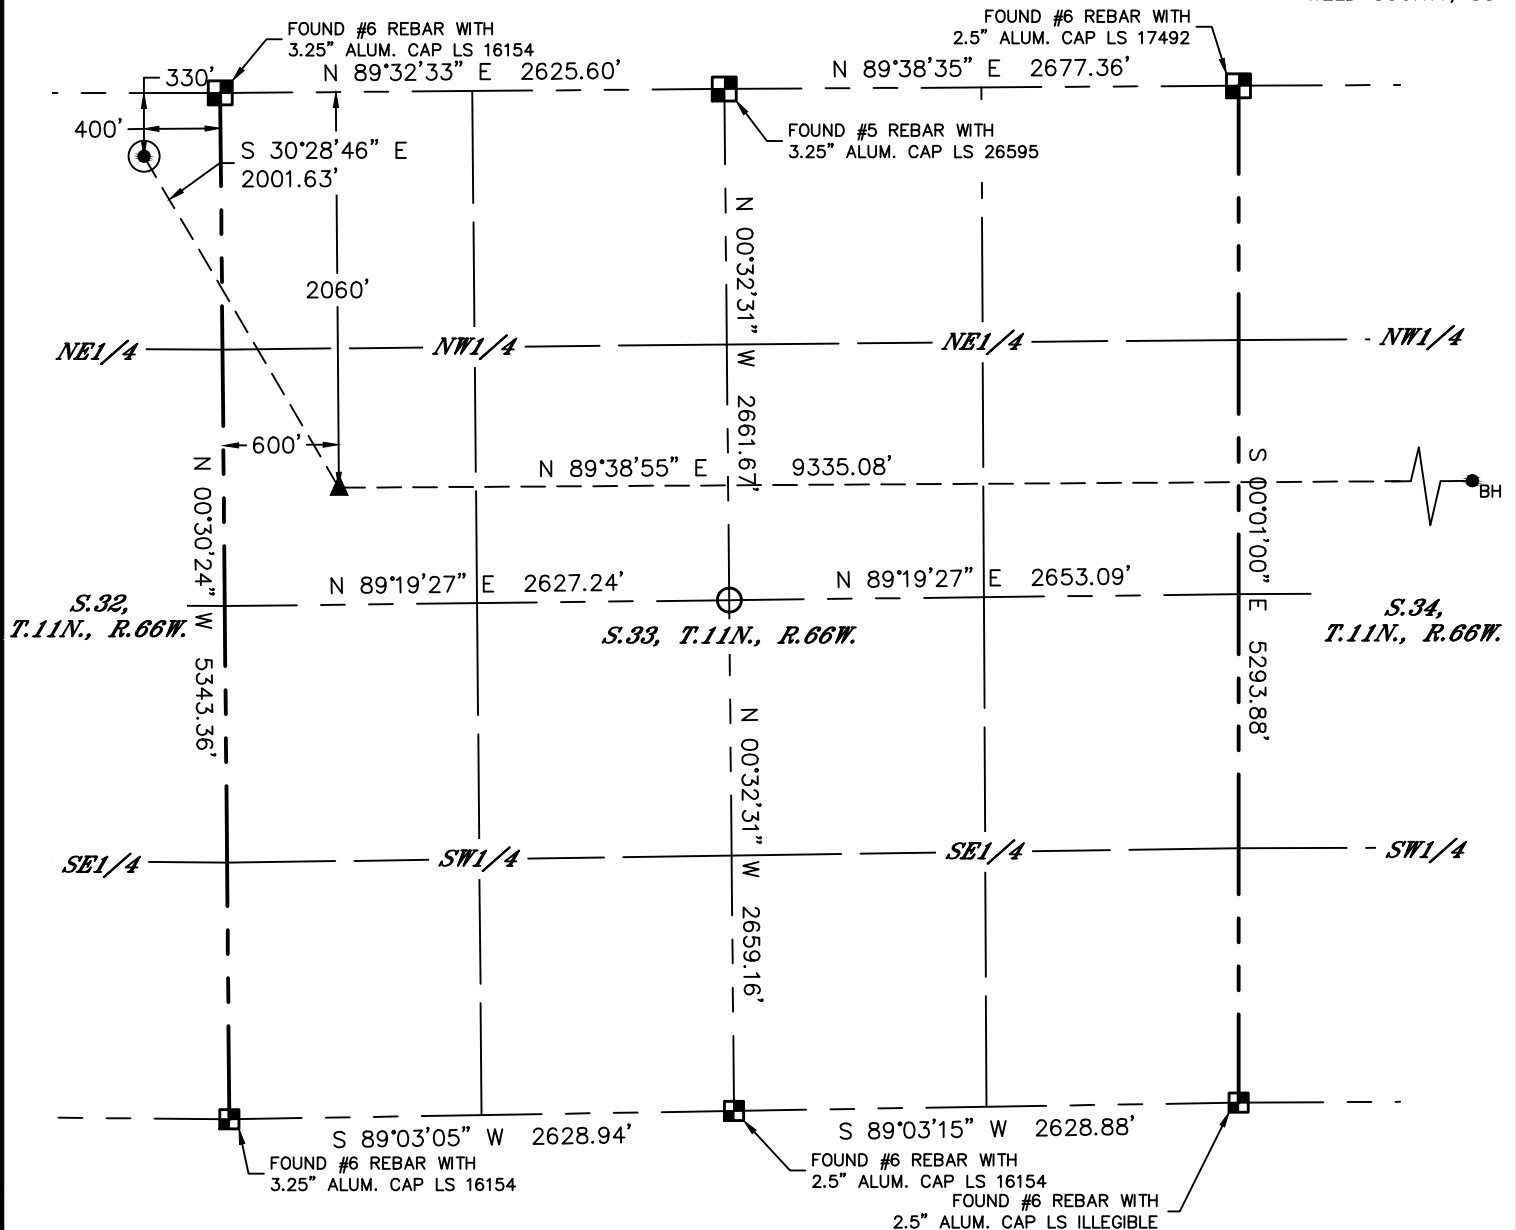 FOUND #6 REBAR WITH
3.25" ALUM. CAP LS 16154
FOUND #6 REBAR WITH
2.5" ALUM. CAP LS 17492
330'
N 89°32'33" E 2625.60'
N 89°38'35" E 2677.36'
400'
S 30°28'46" E
2001.63'
FOUND #5 REBAR WITH
3.25" ALUM. CAP LS 26595
N 00°32'31" W 2661.67'
2060'
NE1/4
NW1/4
NE1/4
NW1/4
600'
N 89°38'55" E 9335.08'
BH
N 00°30'24" W 5343.36'
S 00°01'00" E 5293.88'
N 89°19'27" E 2627.24'
N 89°19'27" E 2653.09'
S.32,
T.11N., R.66W.
S.33, T.11N., R.66W.
S.34,
T.11N., R.66W.
N 00°32'31" W 2659.16'
SE1/4
SW1/4
SE1/4
SW1/4
S 89°03'05" W 2628.94'
S 89°03'15" W 2628.88'
FOUND #6 REBAR WITH
3.25" ALUM. CAP LS 16154
FOUND #6 REBAR WITH
2.5" ALUM. CAP LS 16154
FOUND #6 REBAR WITH
2.5" ALUM. CAP LS ILLEGIBLE